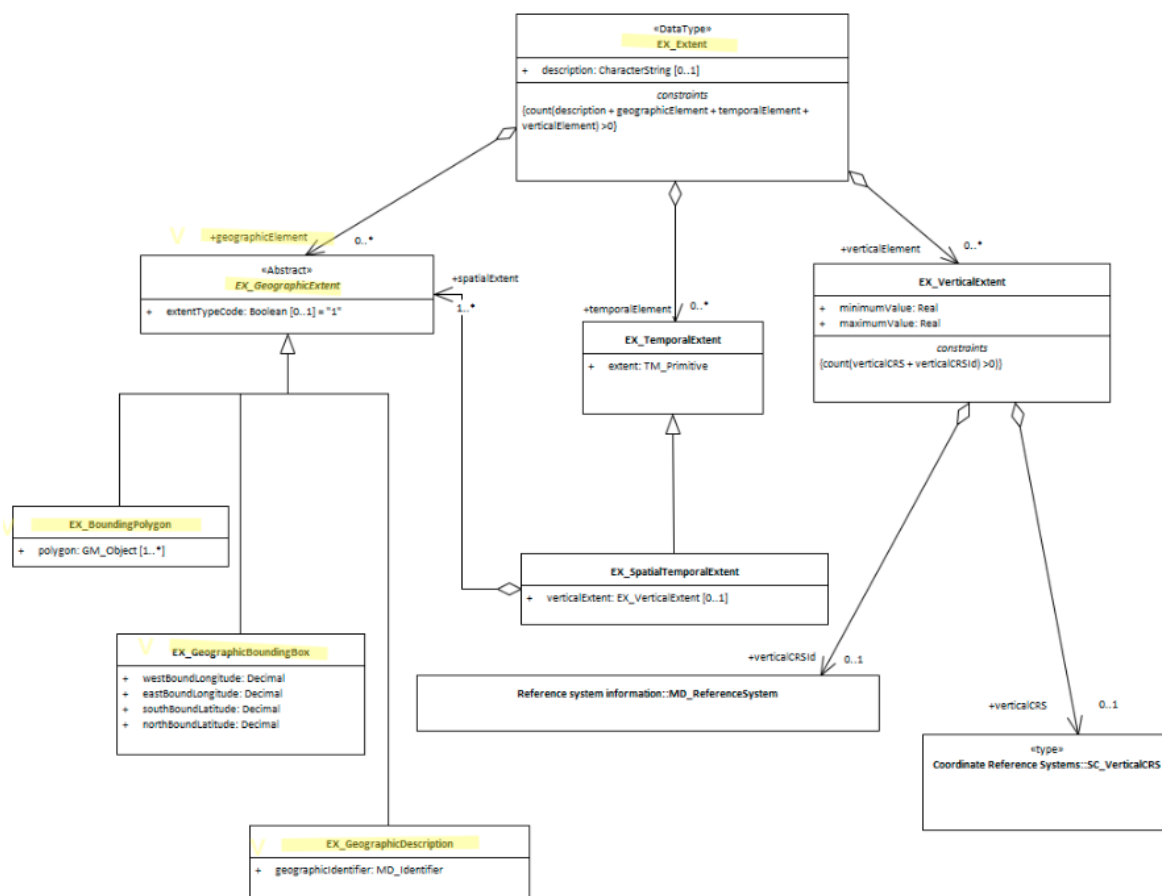 «DataType»
EX_Extent
+ description: CharacterString [0..1]
constraints
{count(description + geographicElement + temporalElement +
verticalElement) >0}
V
+geographicElement
0..*
«Abstract»
EX_GeographicExtent
+ extentTypeCode: Boolean [0..1] = "1"
+spatialExtent
1..*
+temporalElement
0..*
EX_TemporalExtent
+ extent: TM_Primitive
+verticalElement
0..*
EX_VerticalExtent
+ minimumValue: Real
+ maximumValue: Real
constraints
{count(verticalCRS + verticalCRSId) >0)}
V
EX_BoundingPolygon
+ polygon: GM_Object [1..*]
EX_SpatialTemporalExtent
+ verticalExtent: EX_VerticalExtent [0..1]
V
EX_GeographicBoundingBox
+ westBoundLongitude: Decimal
+ eastBoundLongitude: Decimal
+ southBoundLatitude: Decimal
+ northBoundLatitude: Decimal
+verticalCRSId
0..1
Reference system information::MD_ReferenceSystem
+verticalCRS
0..1
«type»
Coordinate Reference Systems::SC_VerticalCRS
V
EX_GeographicDescription
+ geographicIdentifier: MD_Identifier